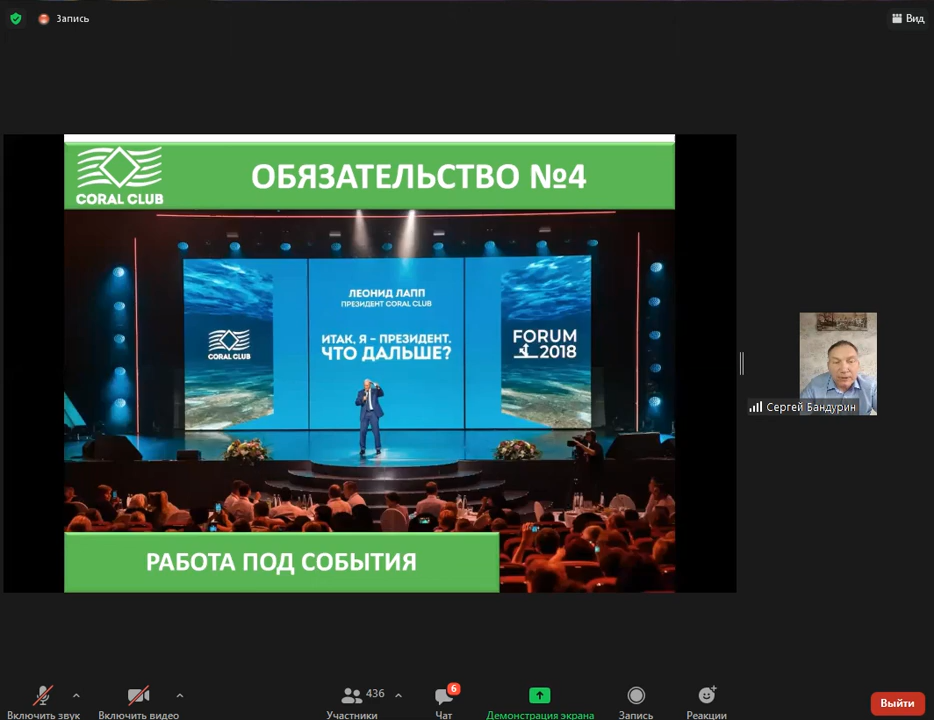 Запись
Вид
CORAL CLUB
ОБЯЗАТЕЛЬСТВО №4
ЛЕОНИД ЛАПП
ПРЕЗИДЕНТ CORAL CLUB
ИТАК, Я – ПРЕЗИДЕНТ.
ЧТО ДАЛЬШЕ?
CORAL CLUB
FORUM
2018
Сергей Бандурин
РАБОТА ПОД СОБЫТИЯ
436
6
Включить звук
Включить видео
Участники
Чат
Демонстрация экрана
Запись
Реакции
Выйти